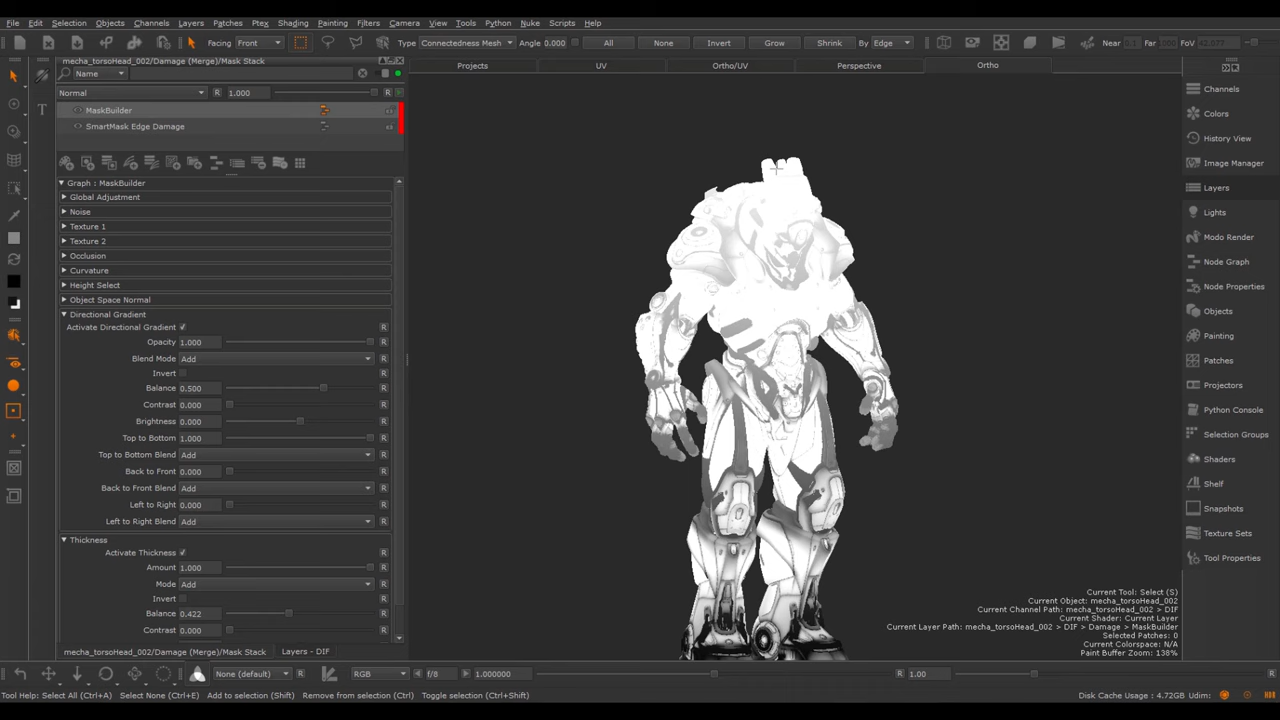 File Edit Selection Objects Channels Layers Patches Ptex Shading Painting Filters Camera View Tools Python Nuke Scripts Help
Facing Front Type Connectedness Mesh Angle 0.000 All None Invert Grow Shrink By Edge Near 0.1 Far FoV 42.077
mecha_torsoHead_002/Damage (Merge)/Mask Stack
Name
Projects UV Ortho/UV Perspective Ortho
Normal R 1.000 R
MaskBuilder
SmartMask Edge Damage
Graph : MaskBuilder
Global Adjustment
Noise
Texture 1
Texture 2
Occlusion
Curvature
Height Select
Object Space Normal
Directional Gradient
Activate Directional Gradient R
Opacity 1.000 R
Blend Mode Add R
Invert R
Balance 0.500 R
Contrast 0.000 R
Brightness 0.000 R
Top to Bottom 1.000 R
Top to Bottom Blend Add R
Back to Front 0.000 R
Back to Front Blend Add R
Left to Right 0.000 R
Left to Right Blend Add R
Thickness
Activate Thickness R
Amount 1.000 R
Mode Add R
Invert R
Balance 0.422 R
Contrast 0.000 R
mecha_torsoHead_002/Damage (Merge)/Mask Stack Layers - DIF
Channels
Colors
History View
Image Manager
Layers
Lights
Modo Render
Node Graph
Node Properties
Objects
Painting
Patches
Projectors
Python Console
Selection Groups
Shaders
Shelf
Snapshots
Texture Sets
Tool Properties
Current Tool: Select (S)
Current Object: mecha_torsoHead_002
Current Channel Path: mecha_torsoHead_002 > DIF
Current Shader: Current Layer
Current Layer Path: mecha_torsoHead_002 > DIF > Damage > MaskBuilder
Selected Patches: 0
Current Colorspace: N/A
Paint Buffer Zoom: 138%
None (default) R RGB f/8 1.000000 R 1.00 R
Tool Help: Select All (Ctrl+A) Select None (Ctrl+E) Add to selection (Shift) Remove from selection (Ctrl) Toggle selection (Ctrl+Shift) Disk Cache Usage : 4.72GB Udim: